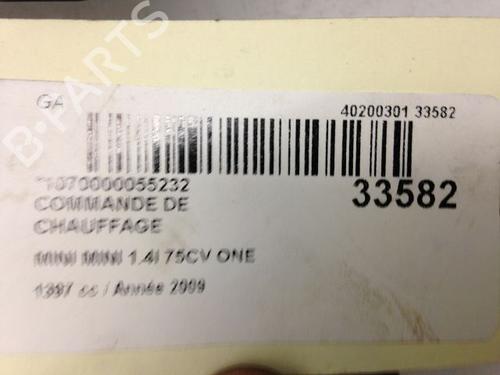 GA
40200301 33582
*1070000055232
33582
COMMANDE DE
CHAUFFAGE
MINI MINI 1.4I 75CV ONE
1397 cc / Année 2009
B-PARTS